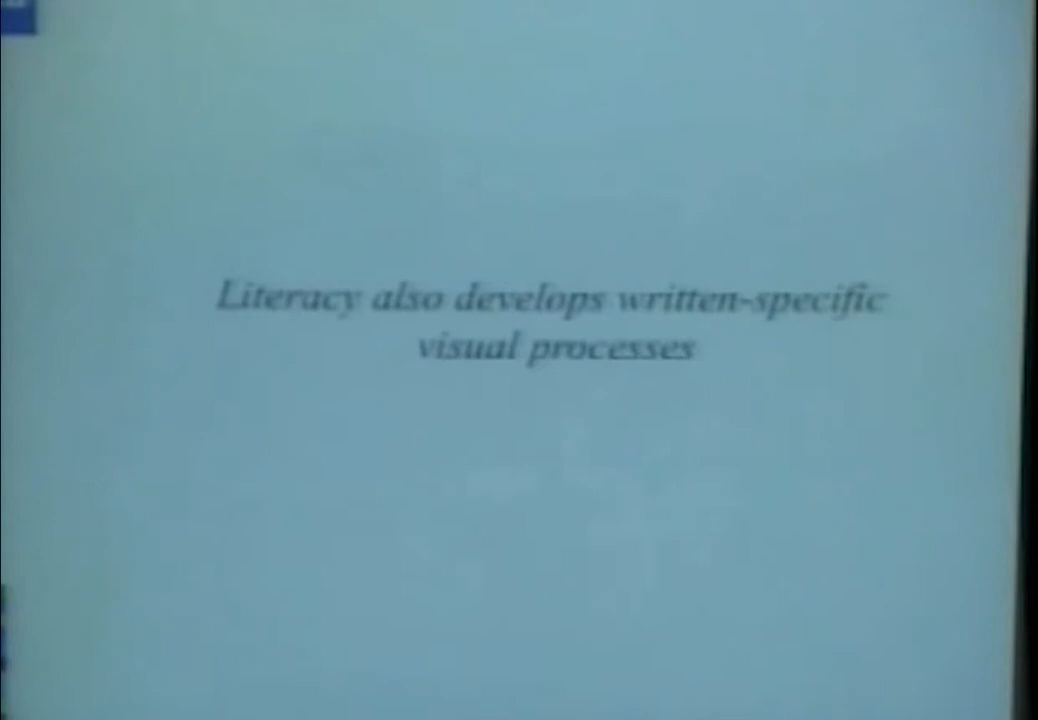 Literacy also develops written-specific
visual processes